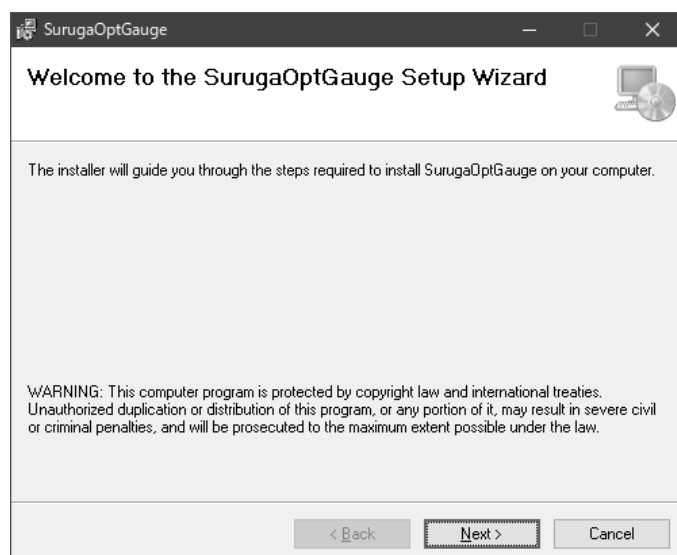 SurugaOptGauge
Welcome to the SurugaOptGauge Setup Wizard
The installer will guide you through the steps required to install SurugaOptGauge on your computer.
WARNING: This computer program is protected by copyright law and international treaties.
Unauthorized duplication or distribution of this program, or any portion of it, may result in severe civil
or criminal penalties, and will be prosecuted to the maximum extent possible under the law.
< Back
Next >
Cancel